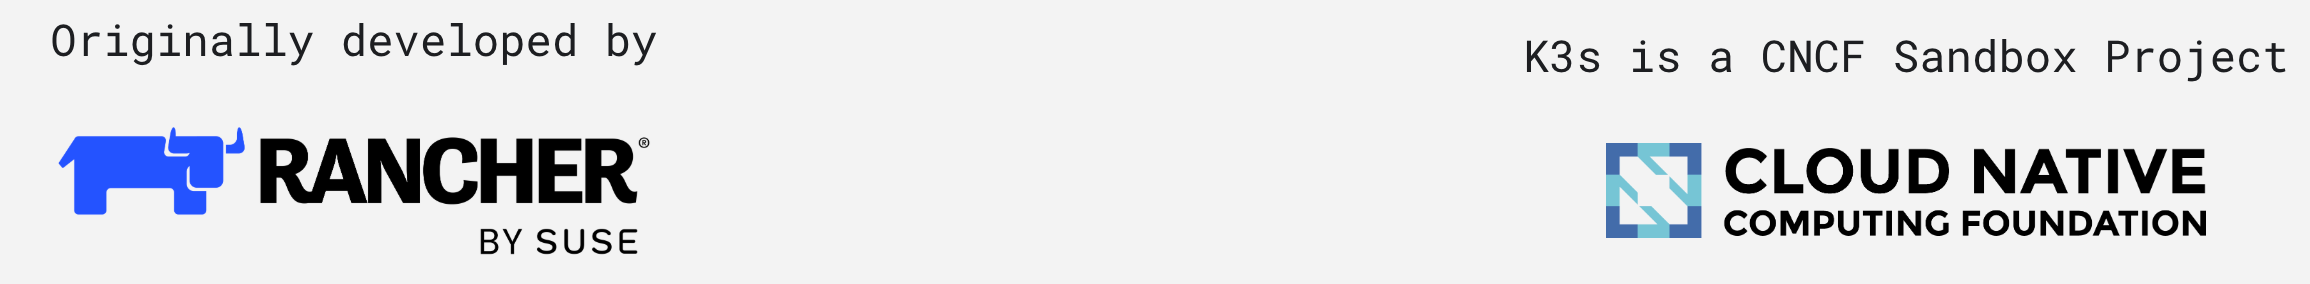 Originally developed by
RANCHER®
BY SUSE
K3s is a CNCF Sandbox Project
CLOUD NATIVE
COMPUTING FOUNDATION